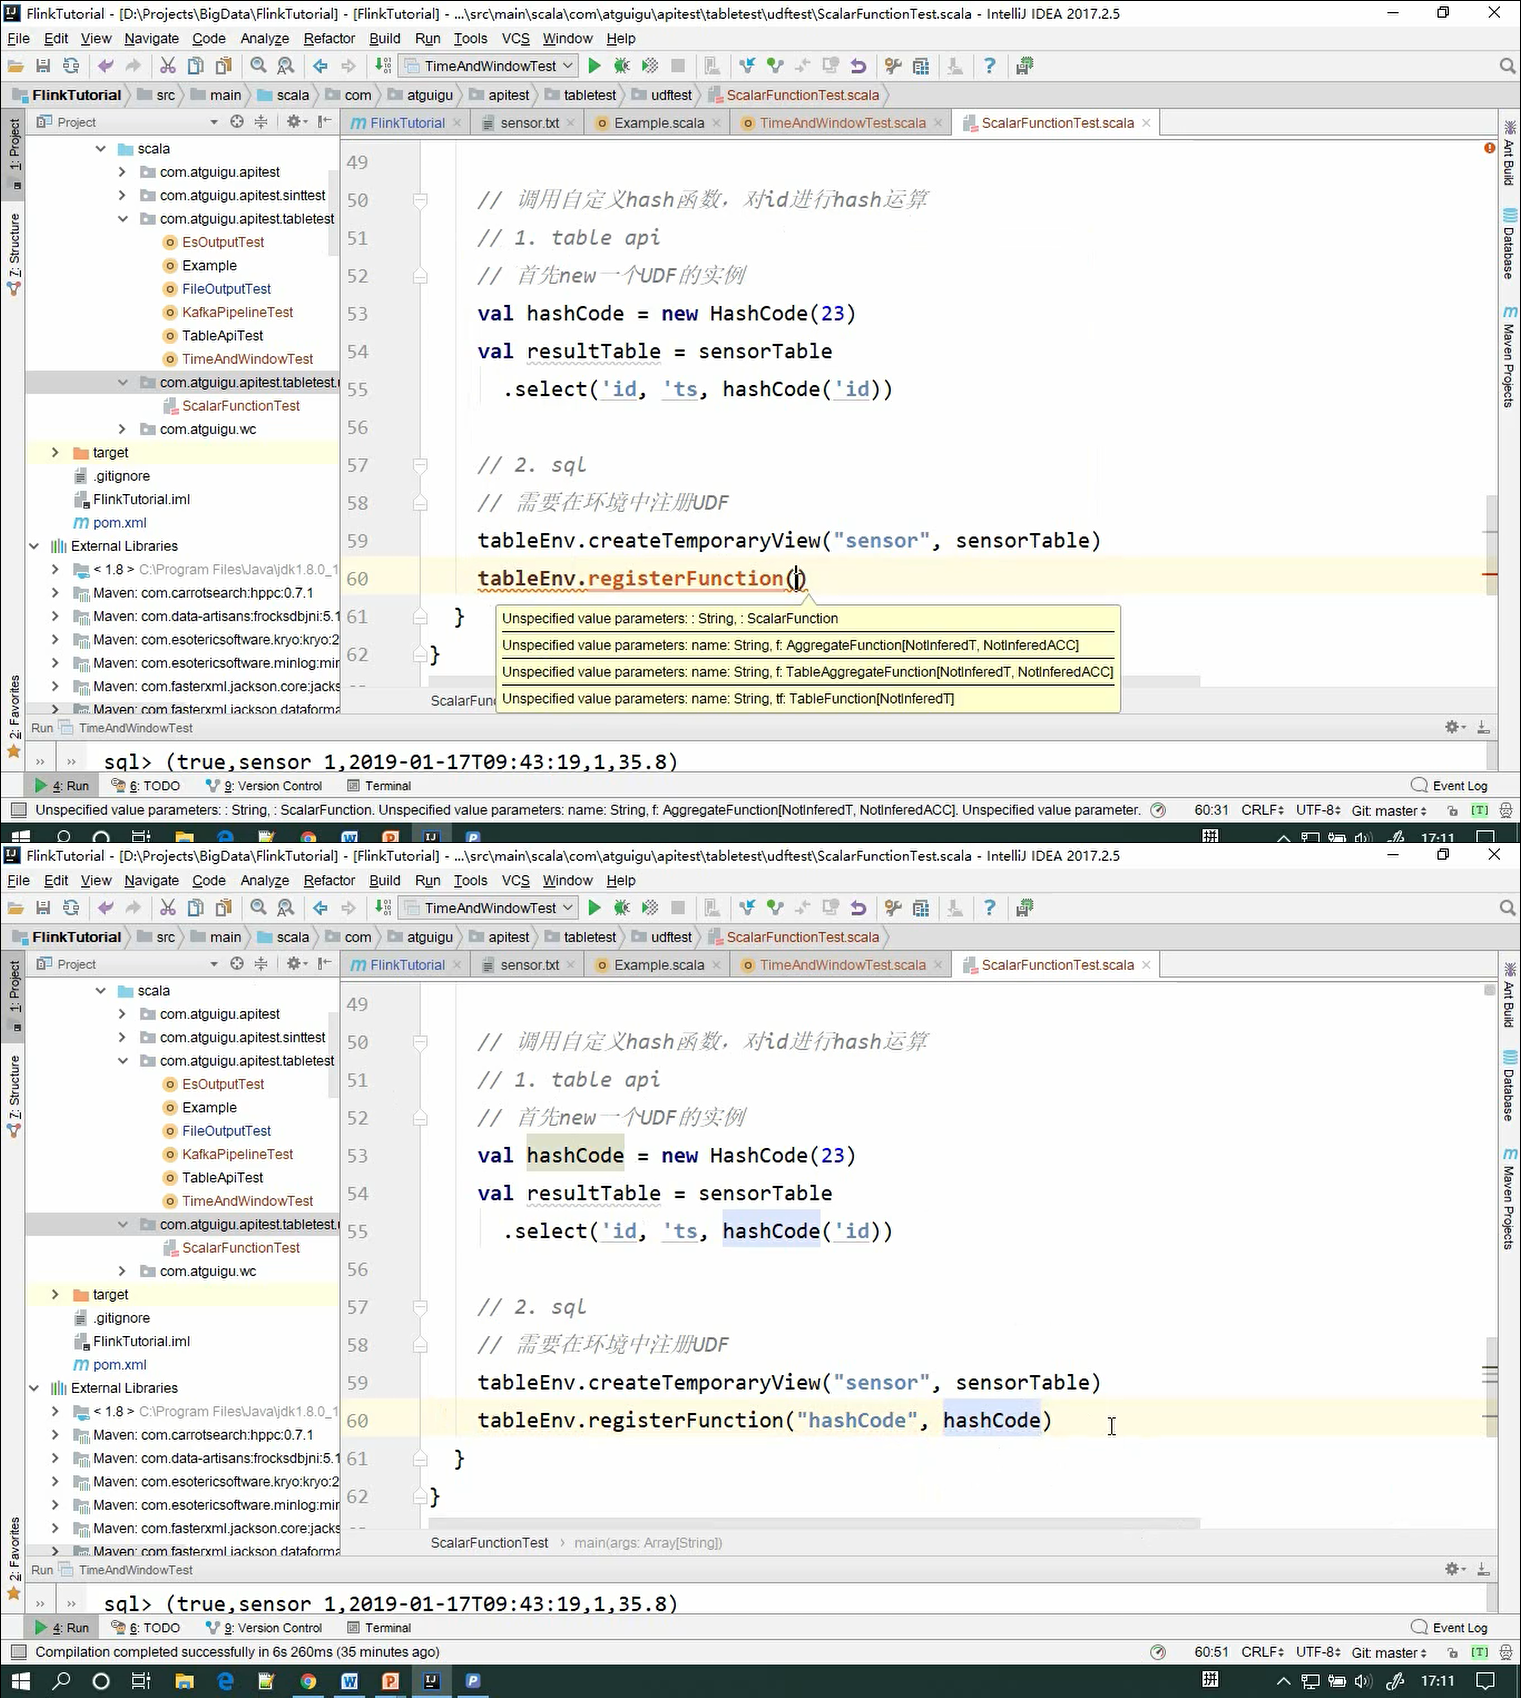 FlinkTutorial - [D:\Projects\BigData\FlinkTutorial] - [FlinkTutorial] - ...\src\main\scala\com\atguigu\apitest\tabletest\udftest\ScalarFunctionTest.scala - IntelliJ IDEA 2017.2.5
File Edit View Navigate Code Analyze Refactor Build Run Tools VCS Window Help
TimeAndWindowTest
FlinkTutorial src main scala com atguigu apitest tabletest udftest ScalarFunctionTest.scala
1: Project
Project
FlinkTutorial sensor.txt Example.scala TimeAndWindowTest.scala ScalarFunctionTest.scala
scala
com.atguigu.apitest
com.atguigu.apitest.sinttest
com.atguigu.apitest.tabletest
EsOutputTest
Example
FileOutputTest
KafkaPipelineTest
TableApiTest
TimeAndWindowTest
com.atguigu.apitest.tabletest.
ScalarFunctionTest
com.atguigu.wc
target
.gitignore
FlinkTutorial.iml
pom.xml
External Libraries
< 1.8 > C:\Program Files\Java\jdk1.8.0_1
Maven: com.carrotsearch:hppc:0.7.1
Maven: com.data-artisans:frocksdbjni:5.1
Maven: com.esotericsoftware.kryo:kryo:2
Maven: com.esotericsoftware.minlog:min
Maven: com.fasterxml.jackson.core:jacks
Maven: com.fasterxml.jackson.dataforma
7: Structure
2: Favorites
49
50 // 调用自定义hash函数，对id进行hash运算
51 // 1. table api
52 // 首先new一个UDF的实例
53 val hashCode = new HashCode(23)
54 val resultTable = sensorTable
55 .select('id, 'ts, hashCode('id))
56
57 // 2. sql
58 // 需要在环境中注册UDF
59 tableEnv.createTemporaryView("sensor", sensorTable)
60 tableEnv.registerFunction()
61 }
62 }
Unspecified value parameters: : String, : ScalarFunction
Unspecified value parameters: name: String, f: AggregateFunction[NotInferedT, NotInferedACC]
Unspecified value parameters: name: String, f: TableAggregateFunction[NotInferedT, NotInferedACC]
Unspecified value parameters: name: String, tf: TableFunction[NotInferedT]
ScalarFun
Ant Build
Database
Maven Projects
Run TimeAndWindowTest
sql> (true,sensor_1,2019-01-17T09:43:19,1,35.8)
4: Run 6: TODO 9: Version Control Terminal Event Log
Unspecified value parameters: : String, : ScalarFunction. Unspecified value parameters: name: String, f: AggregateFunction[NotInferedT, NotInferedACC]. Unspecified value parameter. 60:31 CRLF UTF-8 Git: master [T]
拼 17:11
FlinkTutorial - [D:\Projects\BigData\FlinkTutorial] - [FlinkTutorial] - ...\src\main\scala\com\atguigu\apitest\tabletest\udftest\ScalarFunctionTest.scala - IntelliJ IDEA 2017.2.5
File Edit View Navigate Code Analyze Refactor Build Run Tools VCS Window Help
TimeAndWindowTest
FlinkTutorial src main scala com atguigu apitest tabletest udftest ScalarFunctionTest.scala
1: Project
Project
FlinkTutorial sensor.txt Example.scala TimeAndWindowTest.scala ScalarFunctionTest.scala
scala
com.atguigu.apitest
com.atguigu.apitest.sinttest
com.atguigu.apitest.tabletest
EsOutputTest
Example
FileOutputTest
KafkaPipelineTest
TableApiTest
TimeAndWindowTest
com.atguigu.apitest.tabletest.
ScalarFunctionTest
com.atguigu.wc
target
.gitignore
FlinkTutorial.iml
pom.xml
External Libraries
< 1.8 > C:\Program Files\Java\jdk1.8.0_1
Maven: com.carrotsearch:hppc:0.7.1
Maven: com.data-artisans:frocksdbjni:5.1
Maven: com.esotericsoftware.kryo:kryo:2
Maven: com.esotericsoftware.minlog:min
Maven: com.fasterxml.jackson.core:jacks
Maven: com.fasterxml.jackson.dataforma
7: Structure
2: Favorites
49
50 // 调用自定义hash函数，对id进行hash运算
51 // 1. table api
52 // 首先new一个UDF的实例
53 val hashCode = new HashCode(23)
54 val resultTable = sensorTable
55 .select('id, 'ts, hashCode('id))
56
57 // 2. sql
58 // 需要在环境中注册UDF
59 tableEnv.createTemporaryView("sensor", sensorTable)
60 tableEnv.registerFunction("hashCode", hashCode)
61 }
62 }
ScalarFunctionTest main(args: Array[String])
Ant Build
Database
Maven Projects
Run TimeAndWindowTest
sql> (true,sensor_1,2019-01-17T09:43:19,1,35.8)
4: Run 6: TODO 9: Version Control Terminal Event Log
Compilation completed successfully in 6s 260ms (35 minutes ago) 60:51 CRLF UTF-8 Git: master [T]
拼 17:11